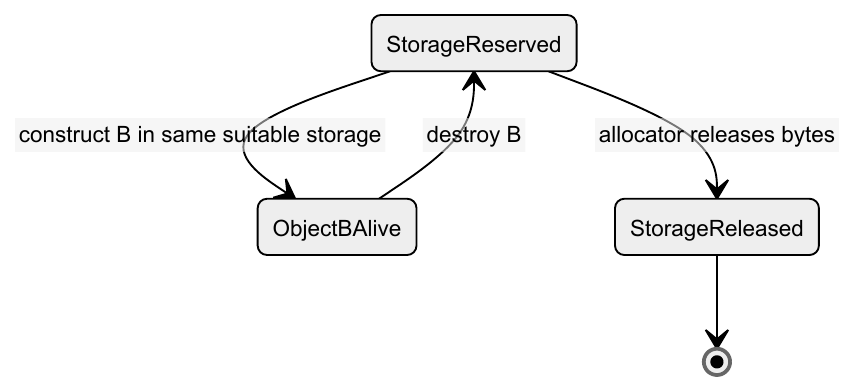 StorageReserved
construct B in same suitable storage
destroy B
allocator releases bytes
ObjectBAlive
StorageReleased